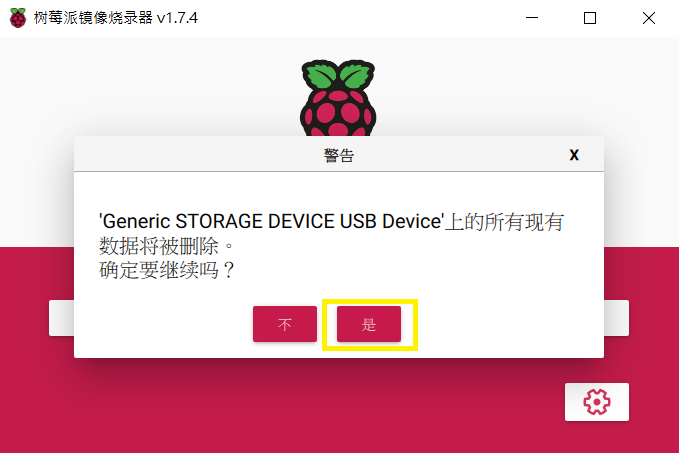 树莓派镜像烧录器 v1.7.4
警告
X
'Generic STORAGE DEVICE USB Device'上的所有现有
数据将被删除。
确定要继续吗？
不
是